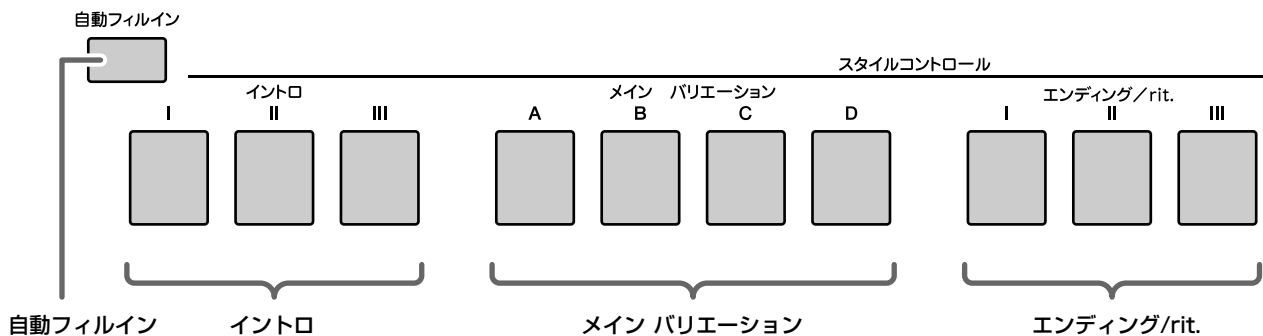 自動フィルイン
スタイルコントロール
イントロ メイン バリエーション エンディング／rit.
I II III A B C D I II III
自動フィルイン イントロ メイン バリエーション エンディング/rit.